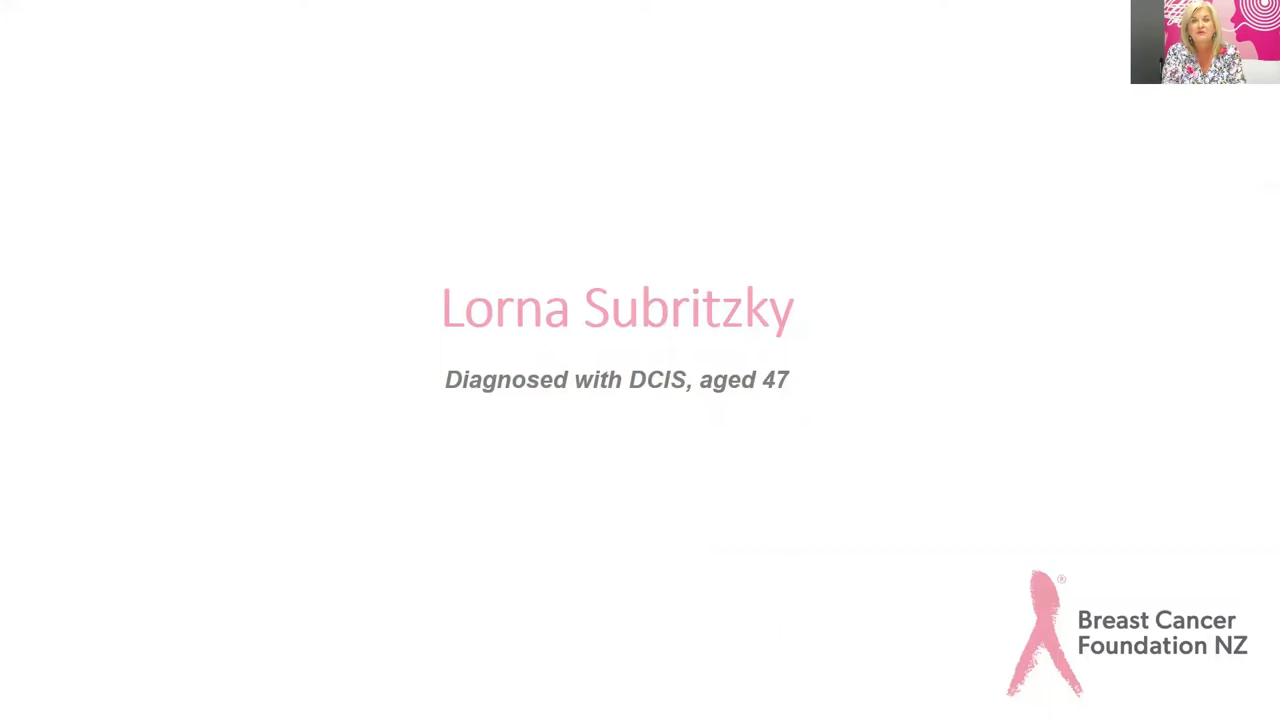 Lorna Subritzky
Diagnosed with DCIS, aged 47
®
Breast Cancer
Foundation NZ